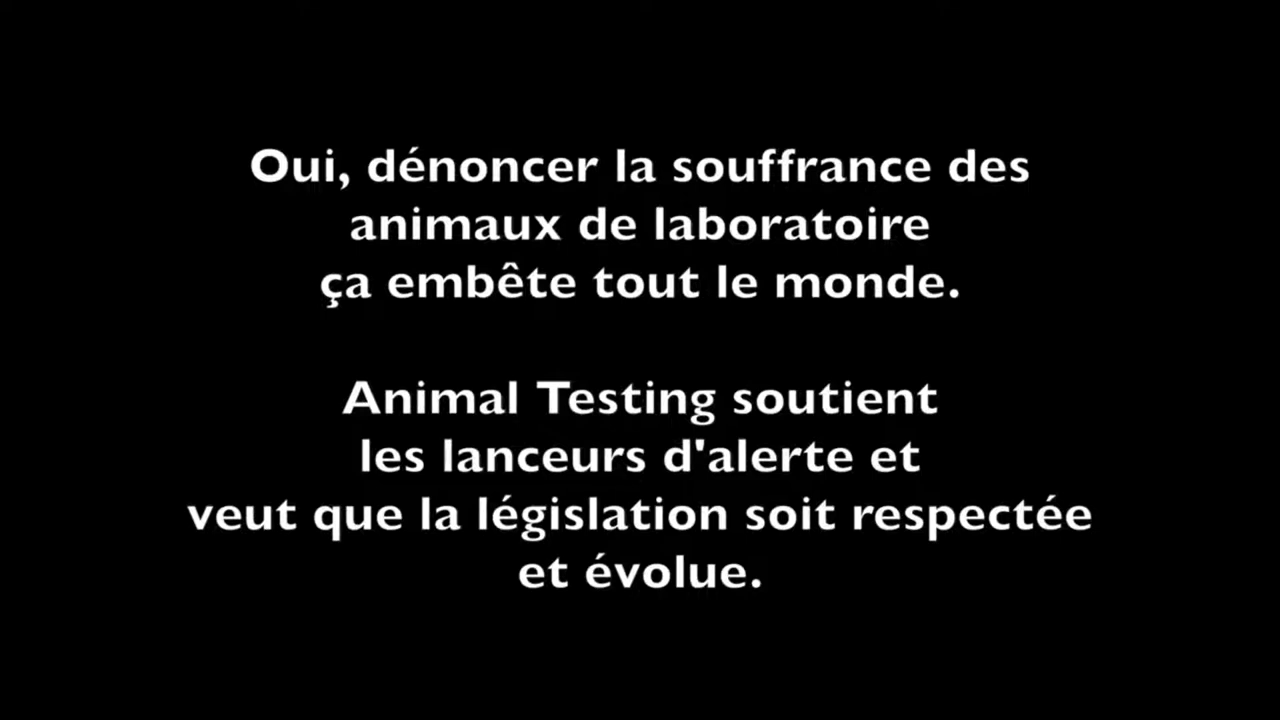 Oui, dénoncer la souffrance des
animaux de laboratoire
ça embête tout le monde.
Animal Testing soutient
les lanceurs d'alerte et
veut que la législation soit respectée
et évolue.